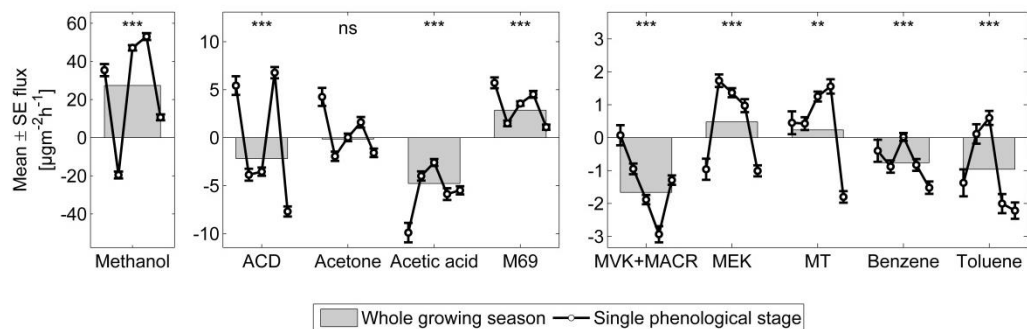 Mean ± SE flux
[µgm⁻²h⁻¹]
60
40
20
0
-20
-40
***
Methanol
10
5
0
-5
-10
*** ns *** ***
ACD Acetone Acetic acid M69
3
2
1
0
-1
-2
-3
*** *** ** *** ***
MVK+MACR MEK MT Benzene Toluene
Whole growing season Single phenological stage